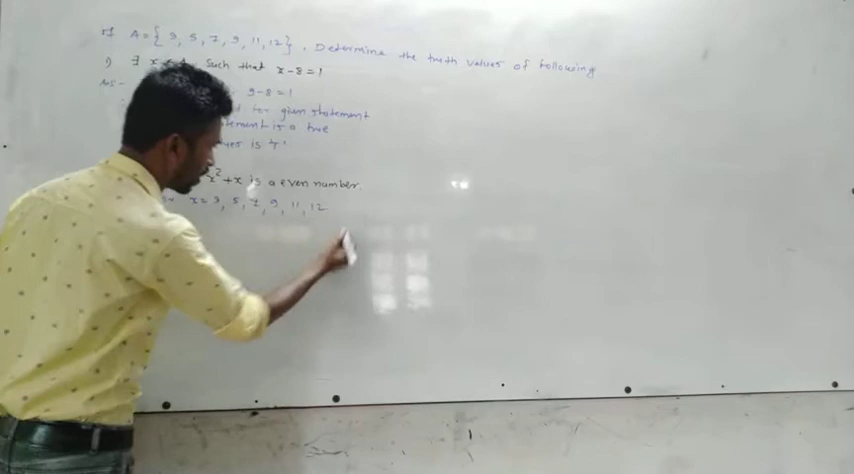 If A = { 3, 5, 7, 9, 11, 12 } , Determine the truth values of following
i) ∃ x ∈ A such that x - 8 = 1
Ans - 9 - 8 = 1
for given statement
is a true
is 'T'
x² + x is a even number.
x = 3, 5, 7, 9, 11, 12